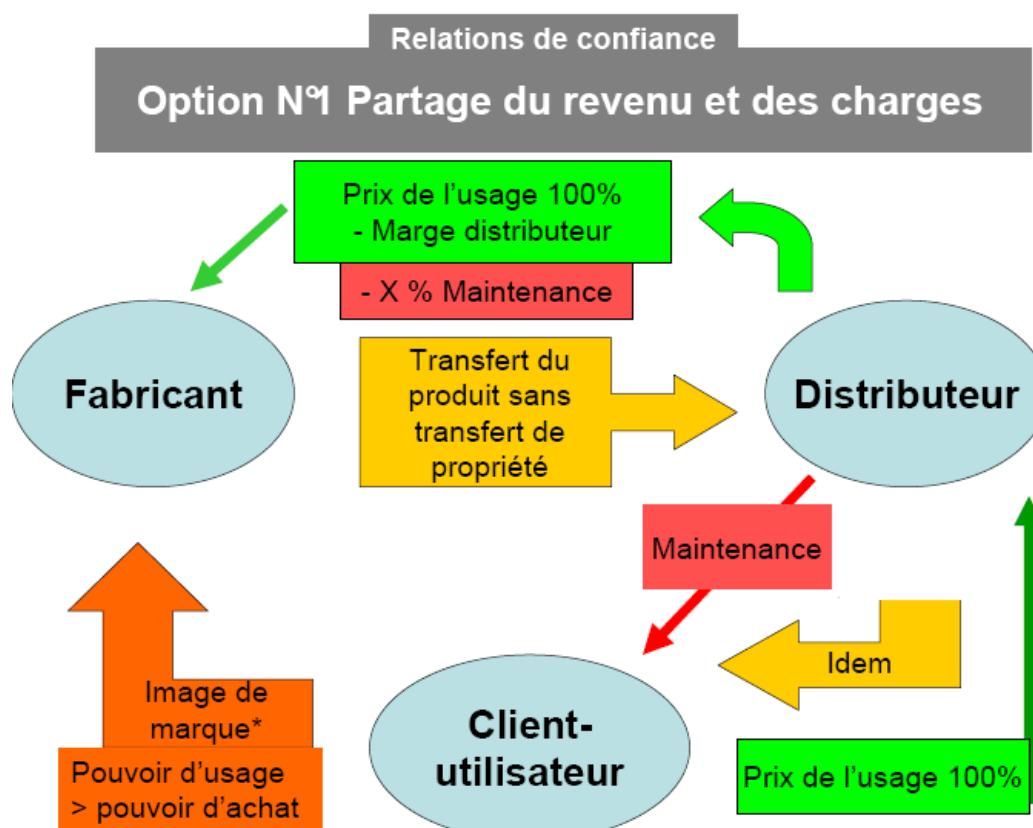 Relations de confiance
Option N°1 Partage du revenu et des charges
Prix de l'usage 100%
- Marge distributeur
- X % Maintenance
Fabricant
Transfert du
produit sans
transfert de
propriété
Distributeur
Maintenance
Idem
Image de
marque*
Pouvoir d'usage
> pouvoir d'achat
Client-
utilisateur
Prix de l'usage 100%